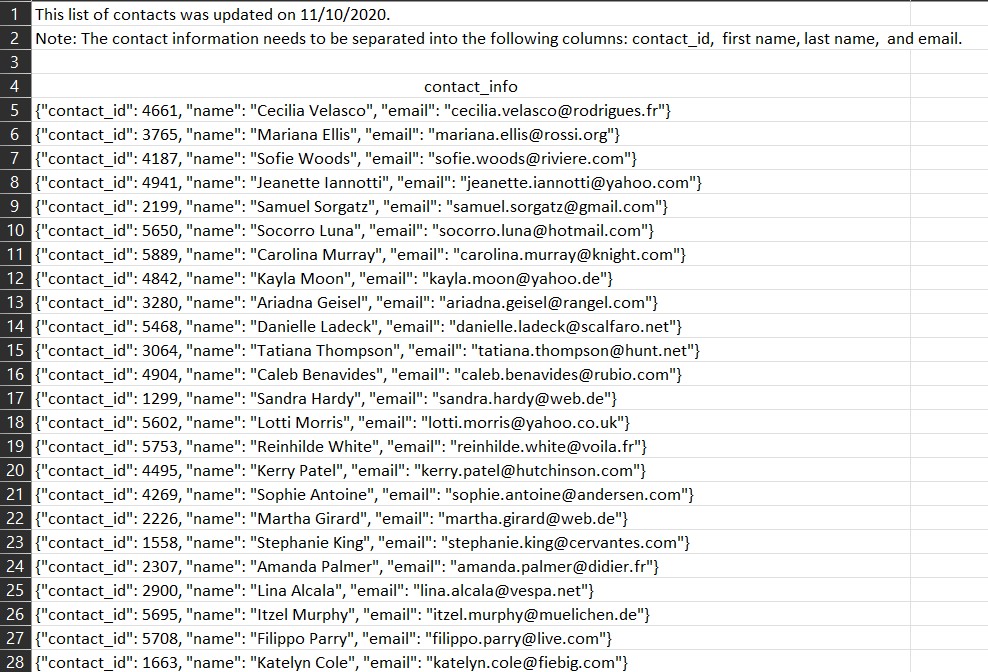 1 This list of contacts was updated on 11/10/2020.
2 Note: The contact information needs to be separated into the following columns: contact_id,  first name, last name,  and email.
3
4 contact_info
5 {"contact_id": 4661, "name": "Cecilia Velasco", "email": "cecilia.velasco@rodrigues.fr"}
6 {"contact_id": 3765, "name": "Mariana Ellis", "email": "mariana.ellis@rossi.org"}
7 {"contact_id": 4187, "name": "Sofie Woods", "email": "sofie.woods@riviere.com"}
8 {"contact_id": 4941, "name": "Jeanette Iannotti", "email": "jeanette.iannotti@yahoo.com"}
9 {"contact_id": 2199, "name": "Samuel Sorgatz", "email": "samuel.sorgatz@gmail.com"}
10 {"contact_id": 5650, "name": "Socorro Luna", "email": "socorro.luna@hotmail.com"}
11 {"contact_id": 5889, "name": "Carolina Murray", "email": "carolina.murray@knight.com"}
12 {"contact_id": 4842, "name": "Kayla Moon", "email": "kayla.moon@yahoo.de"}
13 {"contact_id": 3280, "name": "Ariadna Geisel", "email": "ariadna.geisel@rangel.com"}
14 {"contact_id": 5468, "name": "Danielle Ladeck", "email": "danielle.ladeck@scalfaro.net"}
15 {"contact_id": 3064, "name": "Tatiana Thompson", "email": "tatiana.thompson@hunt.net"}
16 {"contact_id": 4904, "name": "Caleb Benavides", "email": "caleb.benavides@rubio.com"}
17 {"contact_id": 1299, "name": "Sandra Hardy", "email": "sandra.hardy@web.de"}
18 {"contact_id": 5602, "name": "Lotti Morris", "email": "lotti.morris@yahoo.co.uk"}
19 {"contact_id": 5753, "name": "Reinhilde White", "email": "reinhilde.white@voila.fr"}
20 {"contact_id": 4495, "name": "Kerry Patel", "email": "kerry.patel@hutchinson.com"}
21 {"contact_id": 4269, "name": "Sophie Antoine", "email": "sophie.antoine@andersen.com"}
22 {"contact_id": 2226, "name": "Martha Girard", "email": "martha.girard@web.de"}
23 {"contact_id": 1558, "name": "Stephanie King", "email": "stephanie.king@cervantes.com"}
24 {"contact_id": 2307, "name": "Amanda Palmer", "email": "amanda.palmer@didier.fr"}
25 {"contact_id": 2900, "name": "Lina Alcala", "email": "lina.alcala@vespa.net"}
26 {"contact_id": 5695, "name": "Itzel Murphy", "email": "itzel.murphy@muelichen.de"}
27 {"contact_id": 5708, "name": "Filippo Parry", "email": "filippo.parry@live.com"}
28 {"contact_id": 1663, "name": "Katelyn Cole", "email": "katelyn.cole@fiebig.com"}